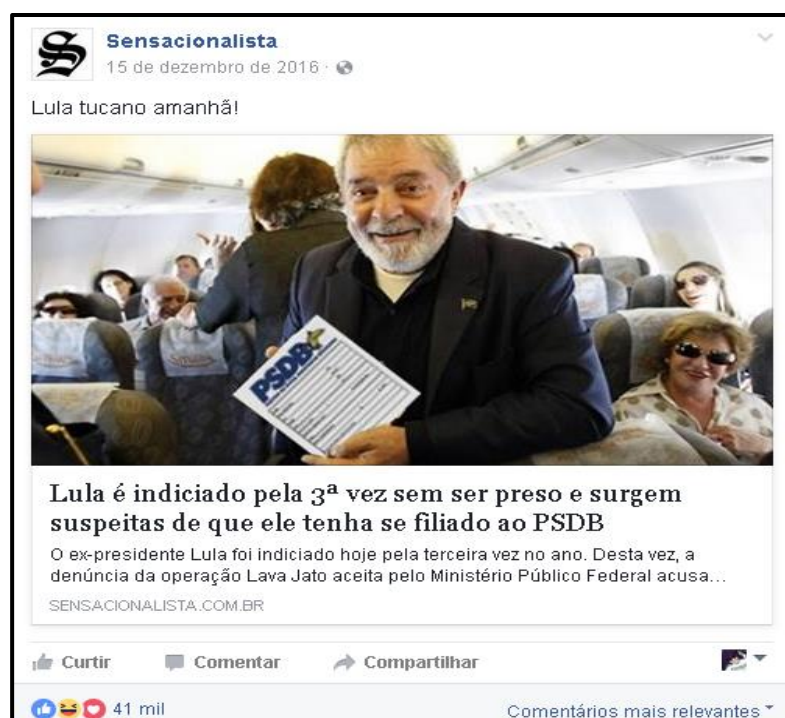 Sensacionalista
15 de dezembro de 2016
Lula tucano amanhã!
PSDB
Lula é indiciado pela 3ª vez sem ser preso e surgem
suspeitas de que ele tenha se filiado ao PSDB
O ex-presidente Lula foi indiciado hoje pela terceira vez no ano. Desta vez, a
denúncia da operação Lava Jato aceita pelo Ministério Público Federal acusa...
SENSACIONALISTA.COM.BR
Curtir Comentar Compartilhar
41 mil Comentários mais relevantes